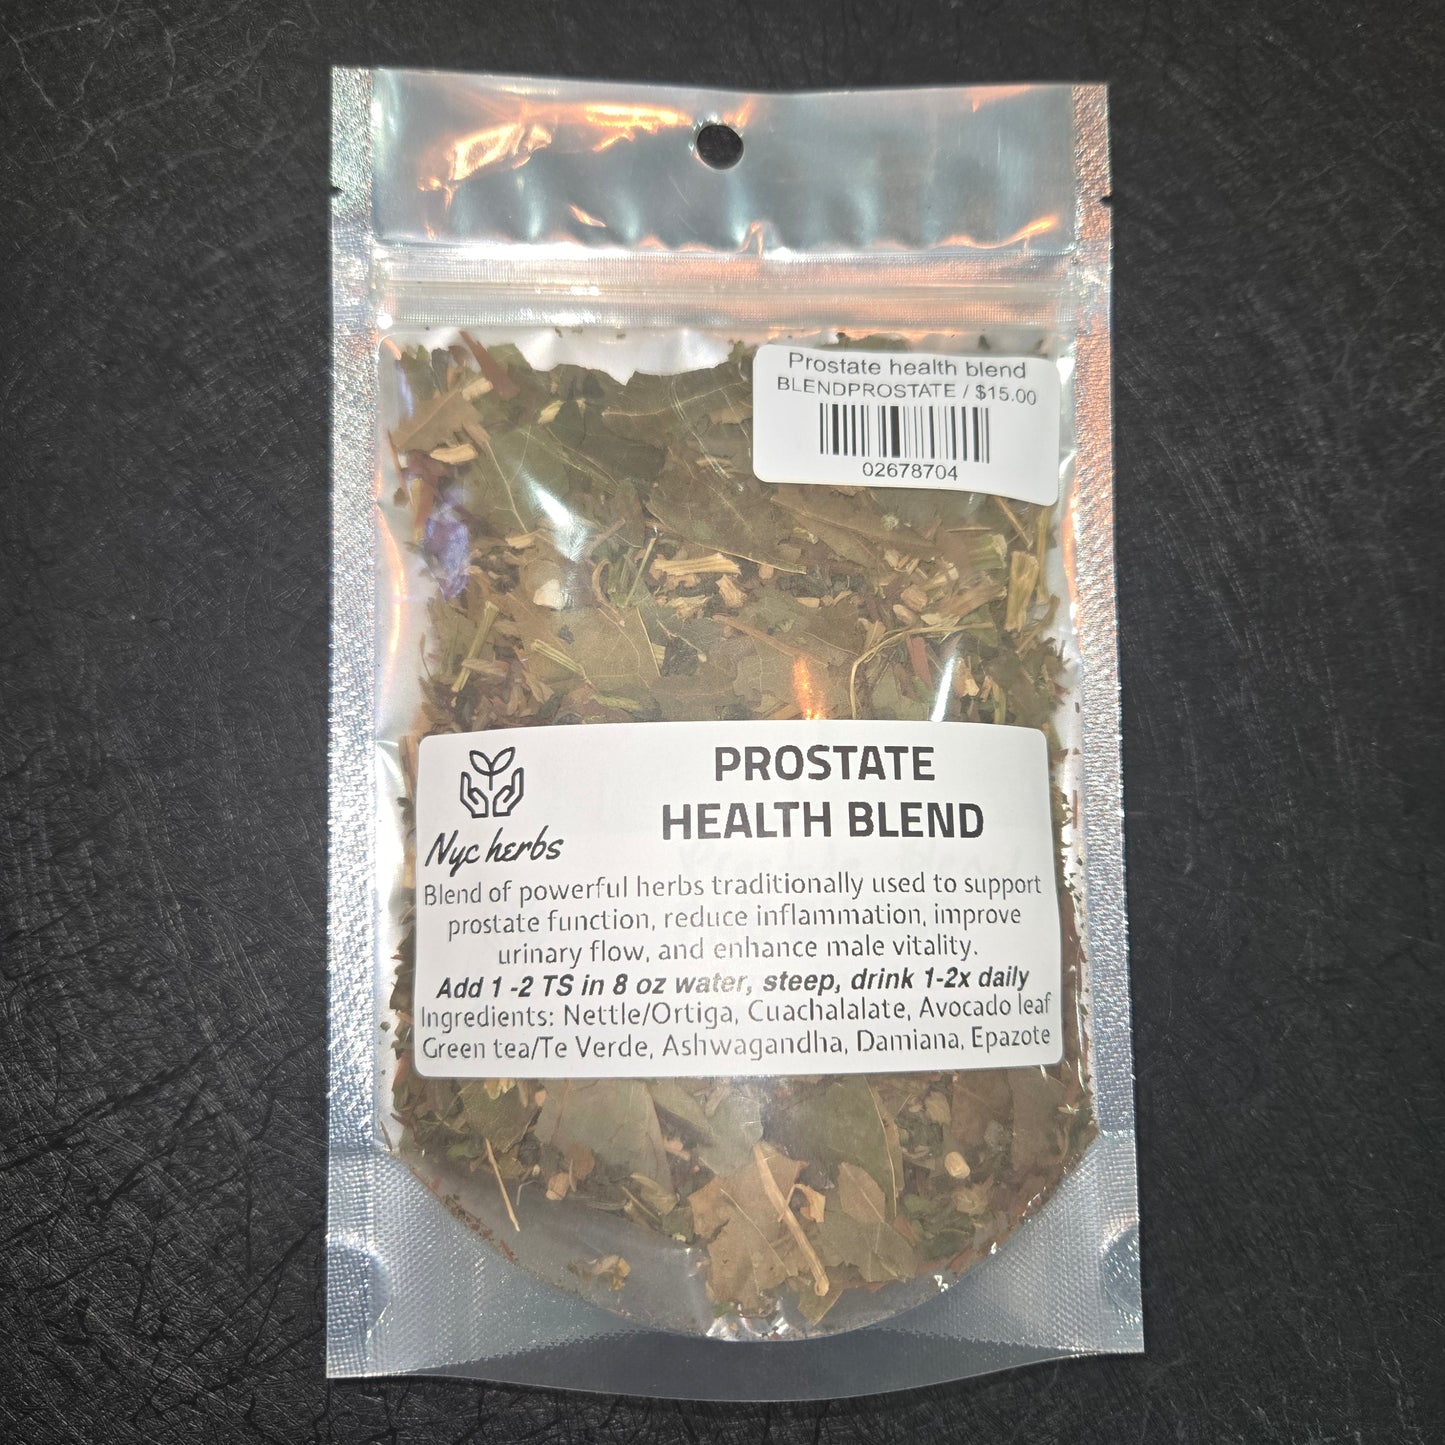 Prostate health blend
BLENDPROSTATE / $15.00
02678704
PROSTATE
HEALTH BLEND
Nyc herbs
Blend of powerful herbs traditionally used to support
prostate function, reduce inflammation, improve
urinary flow, and enhance male vitality.
Add 1 -2 TS in 8 oz water, steep, drink 1-2x daily
Ingredients: Nettle/Ortiga, Cuachalalate, Avocado leaf
Green tea/Te Verde, Ashwagandha, Damiana, Epazote